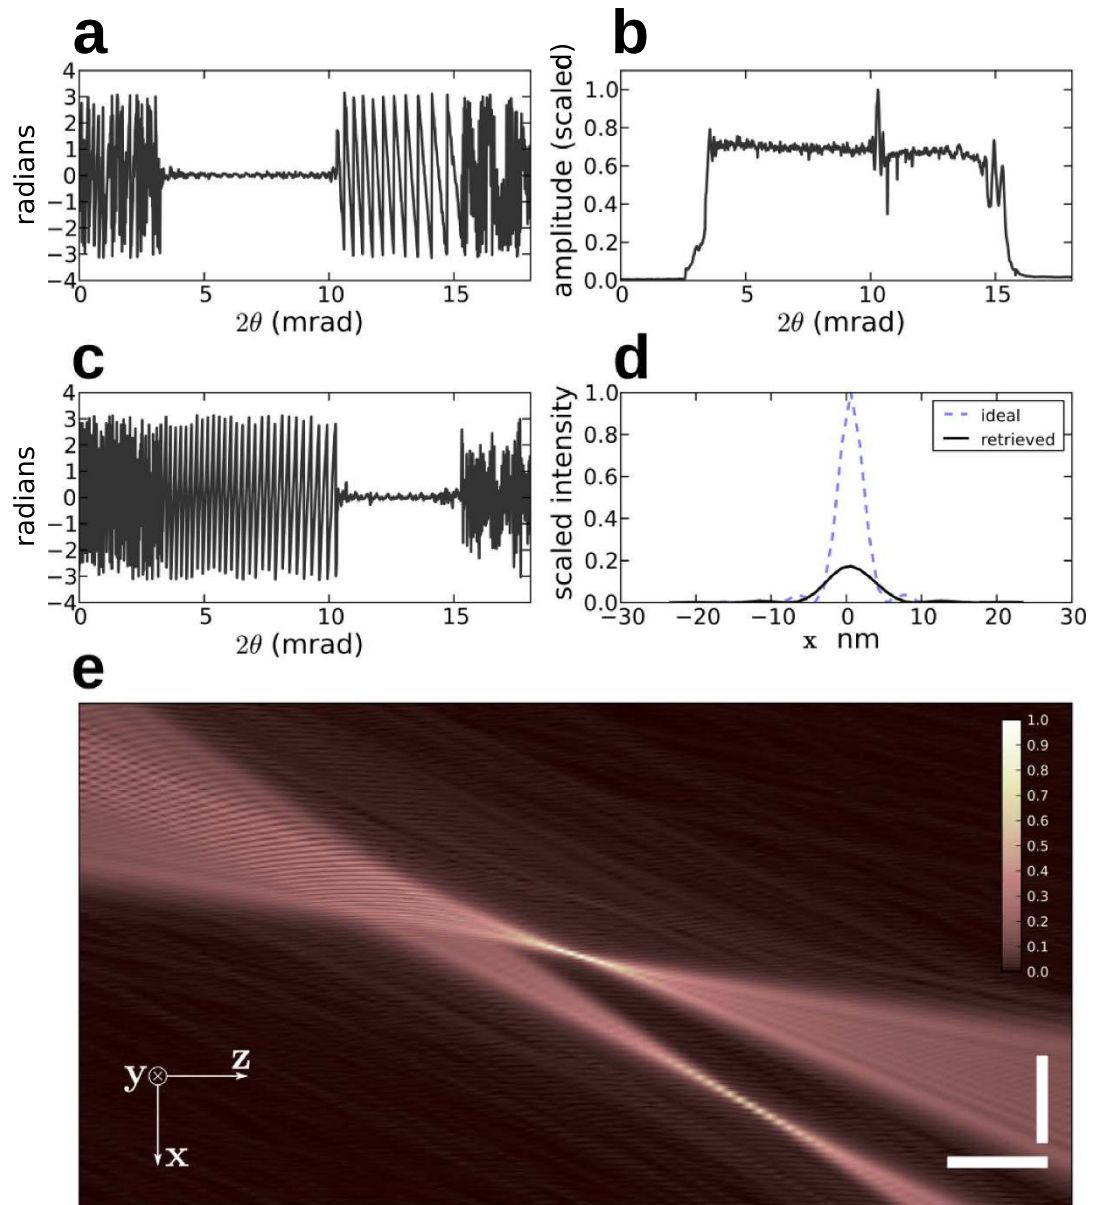 a
4
3
2
1
0
−1
−2
−3
−4
radians
0 5 10 15
2θ (mrad)
b
amplitude (scaled)
1.0
0.8
0.6
0.4
0.2
0.0
0 5 10 15
2θ (mrad)
c
4
3
2
1
0
−1
−2
−3
−4
radians
0 5 10 15
2θ (mrad)
d
scaled intensity
1.0
0.8
0.6
0.4
0.2
0.0
ideal
retrieved
−30 −20 −10 0 10 20 30
x nm
e
1.0
0.9
0.8
0.7
0.6
0.5
0.4
0.3
0.2
0.1
0.0
y
z
x